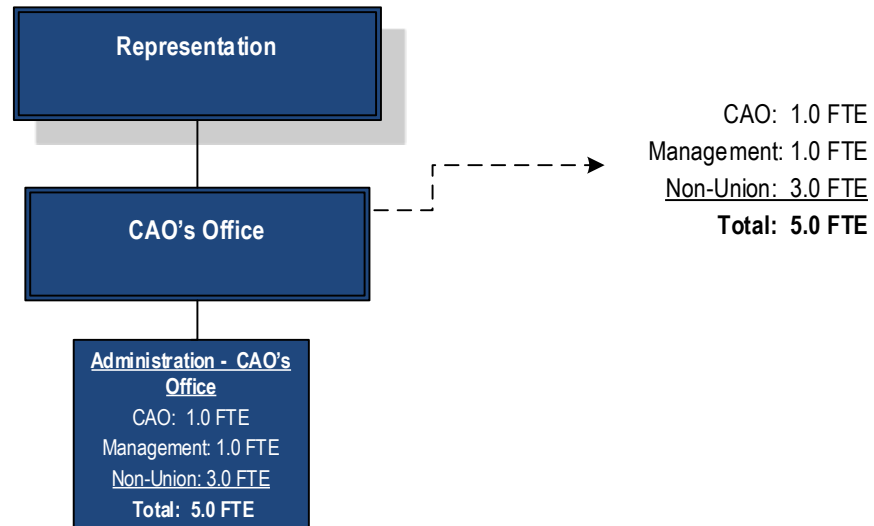 Representation
CAO: 1.0 FTE
Management: 1.0 FTE
Non-Union: 3.0 FTE
Total: 5.0 FTE
CAO’s Office
Administration - CAO’s
Office
CAO: 1.0 FTE
Management: 1.0 FTE
Non-Union: 3.0 FTE
Total: 5.0 FTE